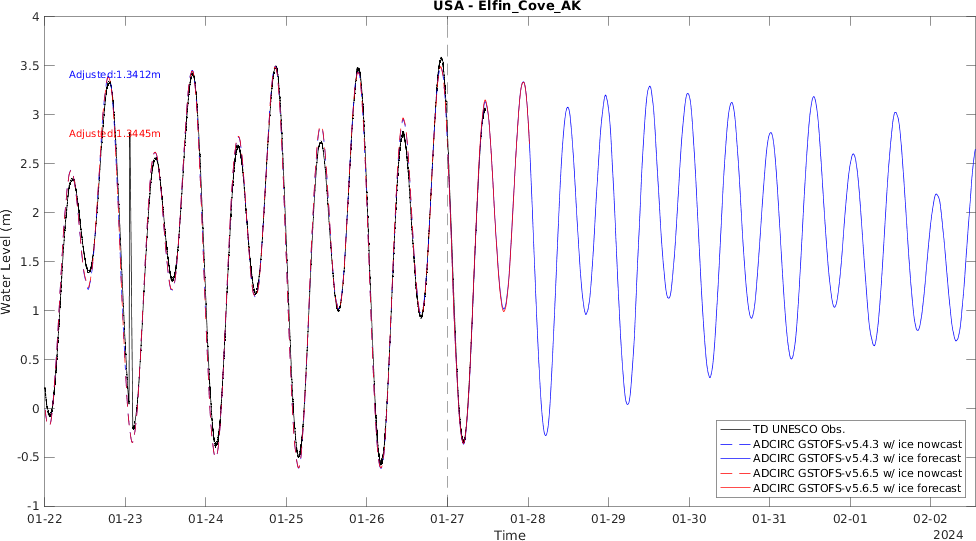 USA - Elfin_Cove_AK
4
3.5
3
2.5
2
1.5
1
0.5
0
-0.5
-1
Water Level (m)
Adjusted:1.3412m
Adjusted:1.3445m
TD UNESCO Obs.
ADCIRC GSTOFS-v5.4.3 w/ ice nowcast
ADCIRC GSTOFS-v5.4.3 w/ ice forecast
ADCIRC GSTOFS-v5.6.5 w/ ice nowcast
ADCIRC GSTOFS-v5.6.5 w/ ice forecast
01-22 01-23 01-24 01-25 01-26 01-27 01-28 01-29 01-30 01-31 02-01 02-02
Time
2024